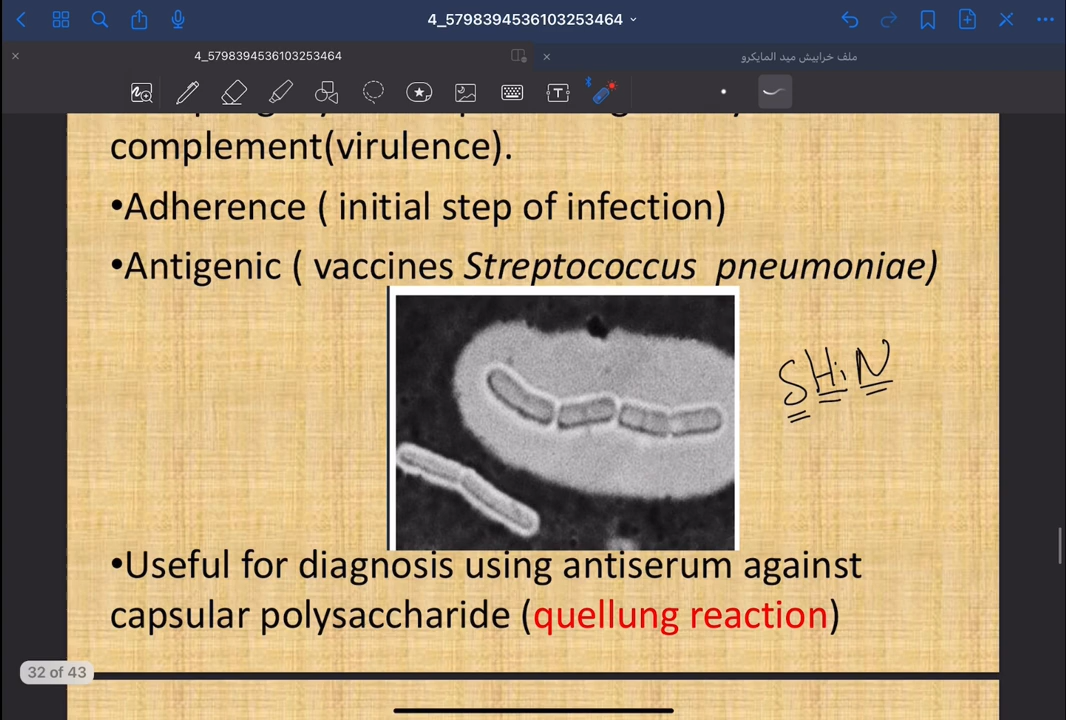 4_5798394536103253464
4_5798394536103253464
ملف خرابيش ميد المايكرو
complement(virulence).
•Adherence ( initial step of infection)
•Antigenic ( vaccines Streptococcus pneumoniae)
SHiN
•Useful for diagnosis using antiserum against
capsular polysaccharide (quellung reaction)
32 of 43